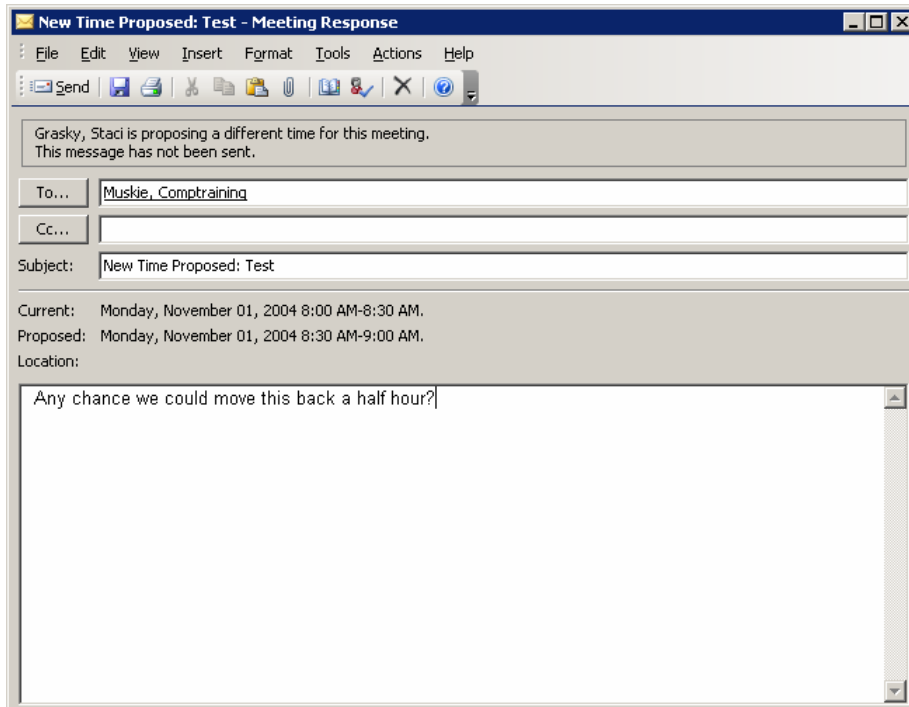 New Time Proposed: Test - Meeting Response
File Edit View Insert Format Tools Actions Help
Send
Grasky, Staci is proposing a different time for this meeting.
This message has not been sent.
To... Muskie, Comptraining
Cc...
Subject: New Time Proposed: Test
Current: Monday, November 01, 2004 8:00 AM-8:30 AM.
Proposed: Monday, November 01, 2004 8:30 AM-9:00 AM.
Location:
Any chance we could move this back a half hour?